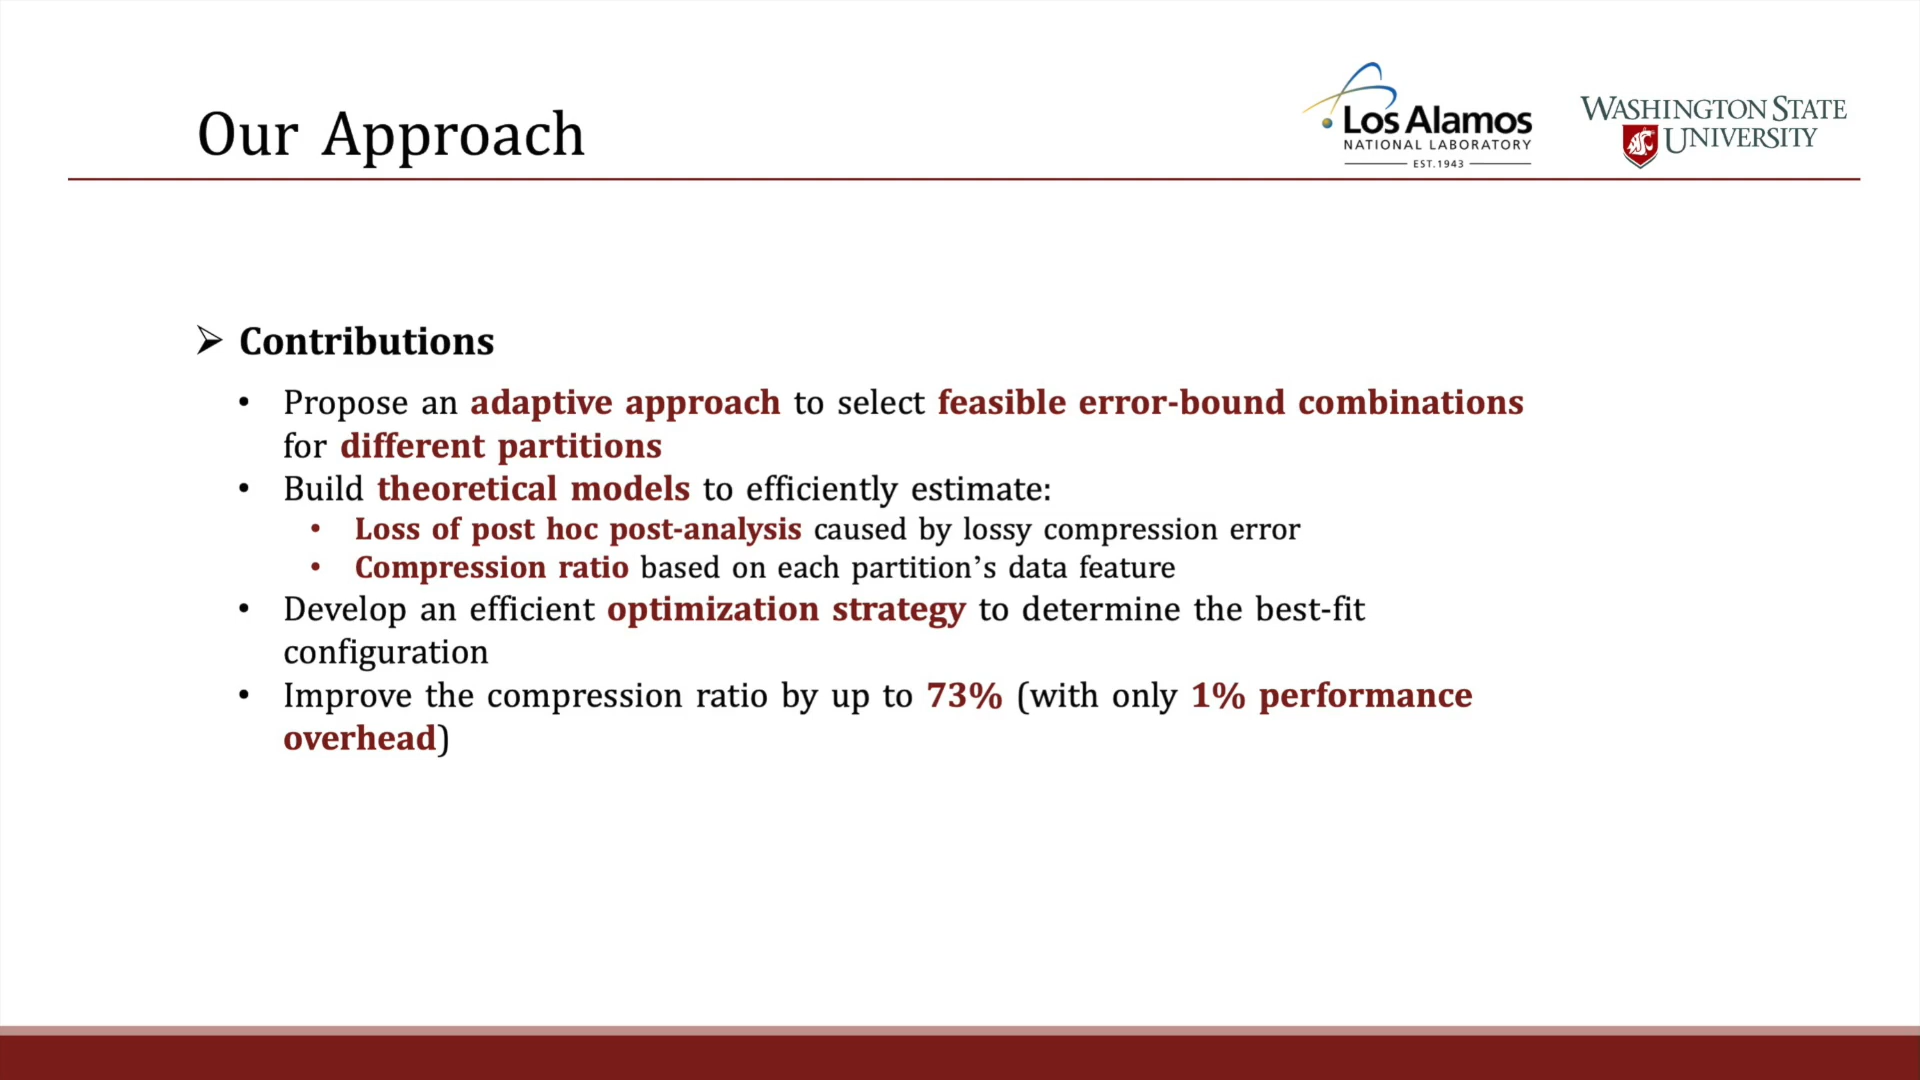 Our Approach
Los Alamos
NATIONAL LABORATORY
EST.1943
WASHINGTON STATE
UNIVERSITY
➢ Contributions
• Propose an adaptive approach to select feasible error-bound combinations
for different partitions
• Build theoretical models to efficiently estimate:
• Loss of post hoc post-analysis caused by lossy compression error
• Compression ratio based on each partition’s data feature
• Develop an efficient optimization strategy to determine the best-fit
configuration
• Improve the compression ratio by up to 73% (with only 1% performance
overhead)